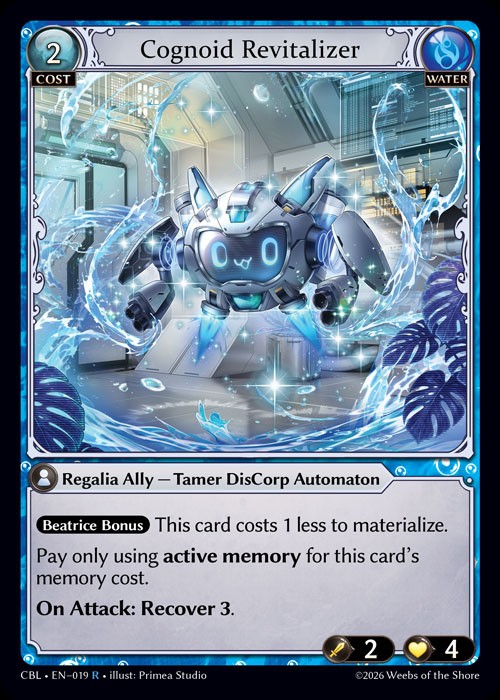 2
Cognoid Revitalizer
COST
WATER
Regalia Ally — Tamer DisCorp Automaton
Beatrice Bonus This card costs 1 less to materialize.
Pay only using active memory for this card's
memory cost.
On Attack: Recover 3.
2
4
CBL • EN-019 R • illust: Primea Studio
©2026 Weebs of the Shore